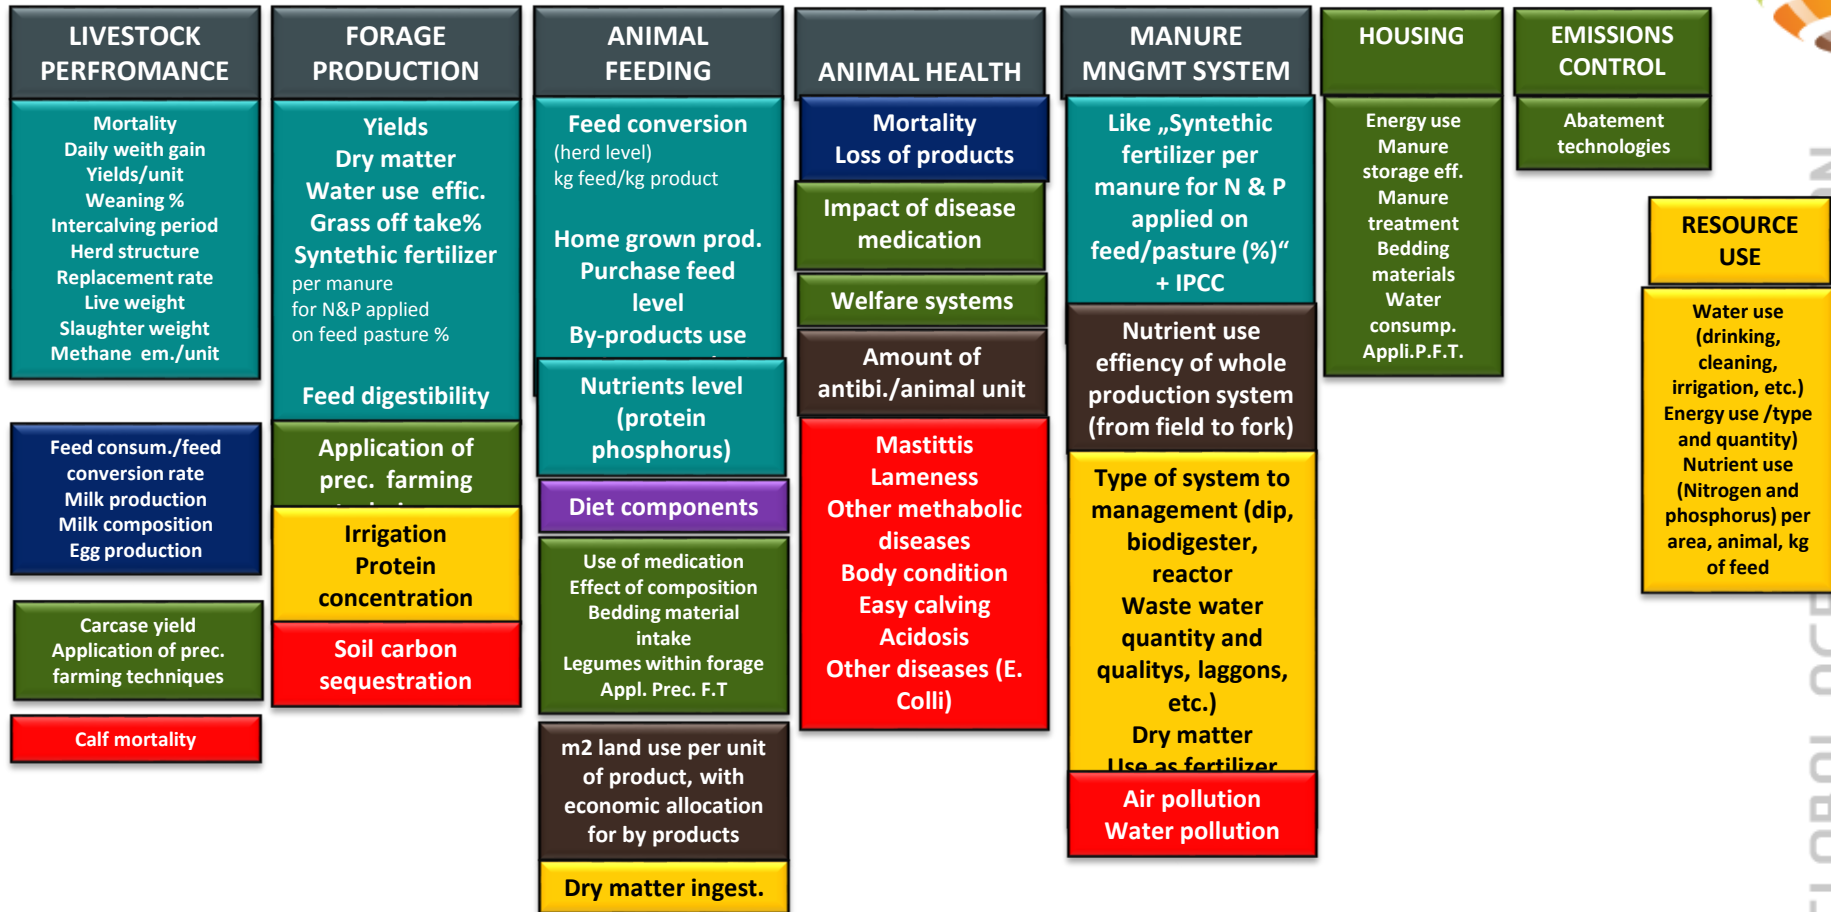 LIVESTOCK
PERFROMANCE
Mortality
Daily weith gain
Yields/unit
Weaning %
Intercalving period
Herd structure
Replacement rate
Live weight
Slaughter weight
Methane em./unit
Feed consum./feed
conversion rate
Milk production
Milk composition
Egg production
Carcase yield
Application of prec.
farming techniques
Calf mortality
FORAGE
PRODUCTION
Yields
Dry matter
Water use effic.
Grass off take%
Syntethic fertilizer
per manure
for N&P applied
on feed pasture %
Feed digestibility
Application of
prec. farming
Irrigation
Protein
concentration
Soil carbon
sequestration
ANIMAL
FEEDING
Feed conversion
(herd level)
kg feed/kg product
Home grown prod.
Purchase feed
level
By-products use
Nutrients level
(protein
phosphorus)
Diet components
Use of medication
Effect of composition
Bedding material
intake
Legumes within forage
Appl. Prec. F.T
m2 land use per unit
of product, with
economic allocation
for by products
Dry matter ingest.
ANIMAL HEALTH
Mortality
Loss of products
Impact of disease
medication
Welfare systems
Amount of
antibi./animal unit
Mastittis
Lameness
Other methabolic
diseases
Body condition
Easy calving
Acidosis
Other diseases (E.
Colli)
MANURE
MNGMT SYSTEM
Like „Syntethic
fertilizer per
manure for N & P
applied on
feed/pasture (%)“
+ IPCC
Nutrient use
effiency of whole
production system
(from field to fork)
Type of system to
management (dip,
biodigester,
reactor
Waste water
quantity and
qualitys, laggons,
etc.)
Dry matter
Use as fertilizer
Air pollution
Water pollution
HOUSING
Energy use
Manure
storage eff.
Manure
treatment
Bedding
materials
Water
consump.
Appli.P.F.T.
EMISSIONS
CONTROL
Abatement
technologies
RESOURCE
USE
Water use
(drinking,
cleaning,
irrigation, etc.)
Energy use /type
and quantity)
Nutrient use
(Nitrogen and
phosphorus) per
area, animal, kg
of feed